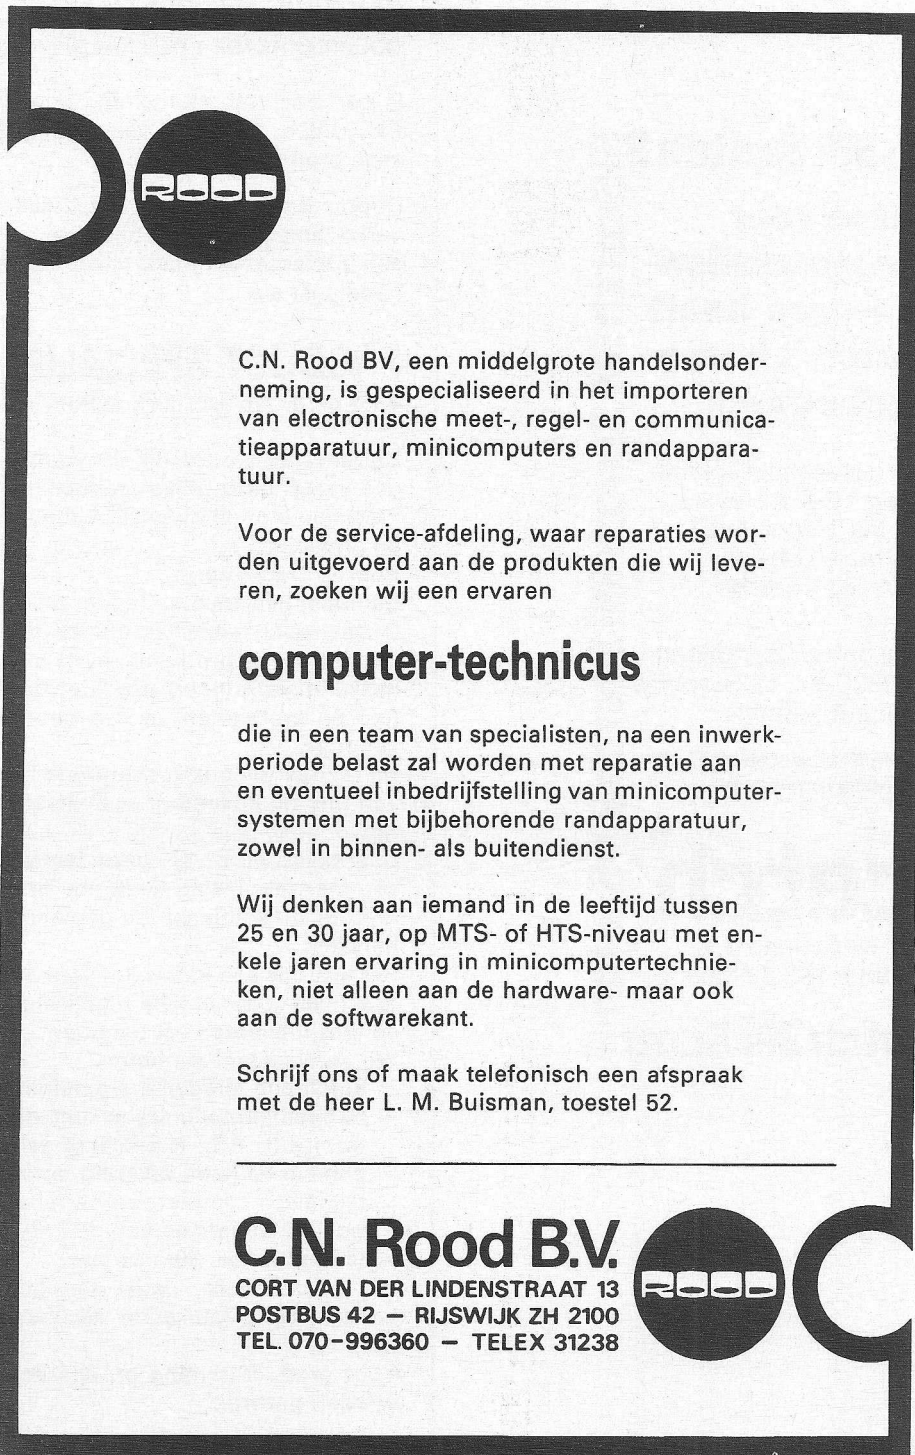 ROOD
C.N. Rood BV, een middelgrote handelsonder-
neming, is gespecialiseerd in het importeren
van electronische meet-, regel- en communica-
tieapparatuur, minicomputers en randappara-
tuur.
Voor de service-afdeling, waar reparaties wor-
den uitgevoerd aan de produkten die wij leve-
ren, zoeken wij een ervaren
computer-technicus
die in een team van specialisten, na een inwerk-
periode belast zal worden met reparatie aan
en eventueel inbedrijfstelling van minicomputer-
systemen met bijbehorende randapparatuur,
zowel in binnen- als buitendienst.
Wij denken aan iemand in de leeftijd tussen
25 en 30 jaar, op MTS- of HTS-niveau met en-
kele jaren ervaring in minicomputertechnie-
ken, niet alleen aan de hardware- maar ook
aan de softwarekant.
Schrijf ons of maak telefonisch een afspraak
met de heer L. M. Buisman, toestel 52.
C.N. Rood B.V.
CORT VAN DER LINDENSTRAAT 13
POSTBUS 42 — RIJSWIJK ZH 2100
TEL. 070-996360 — TELEX 31238
ROOD